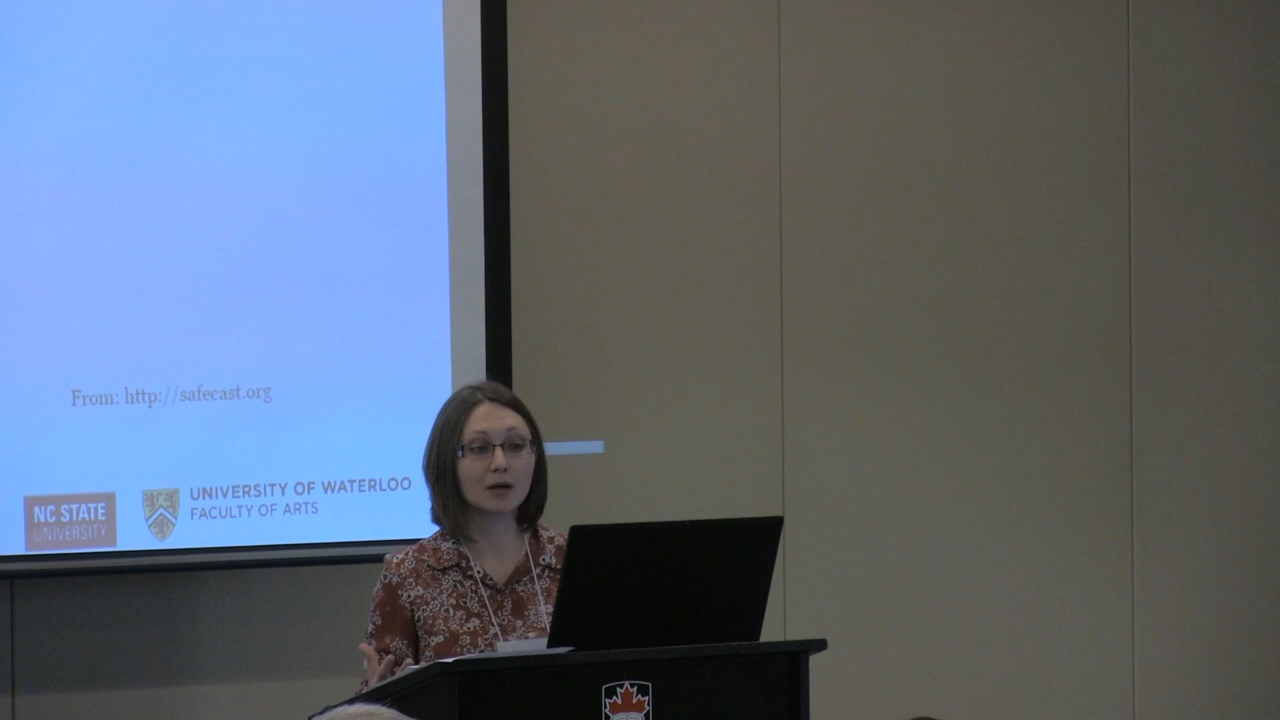 From: http://safecast.org
NC STATE
UNIVERSITY
UNIVERSITY OF WATERLOO
FACULTY OF ARTS